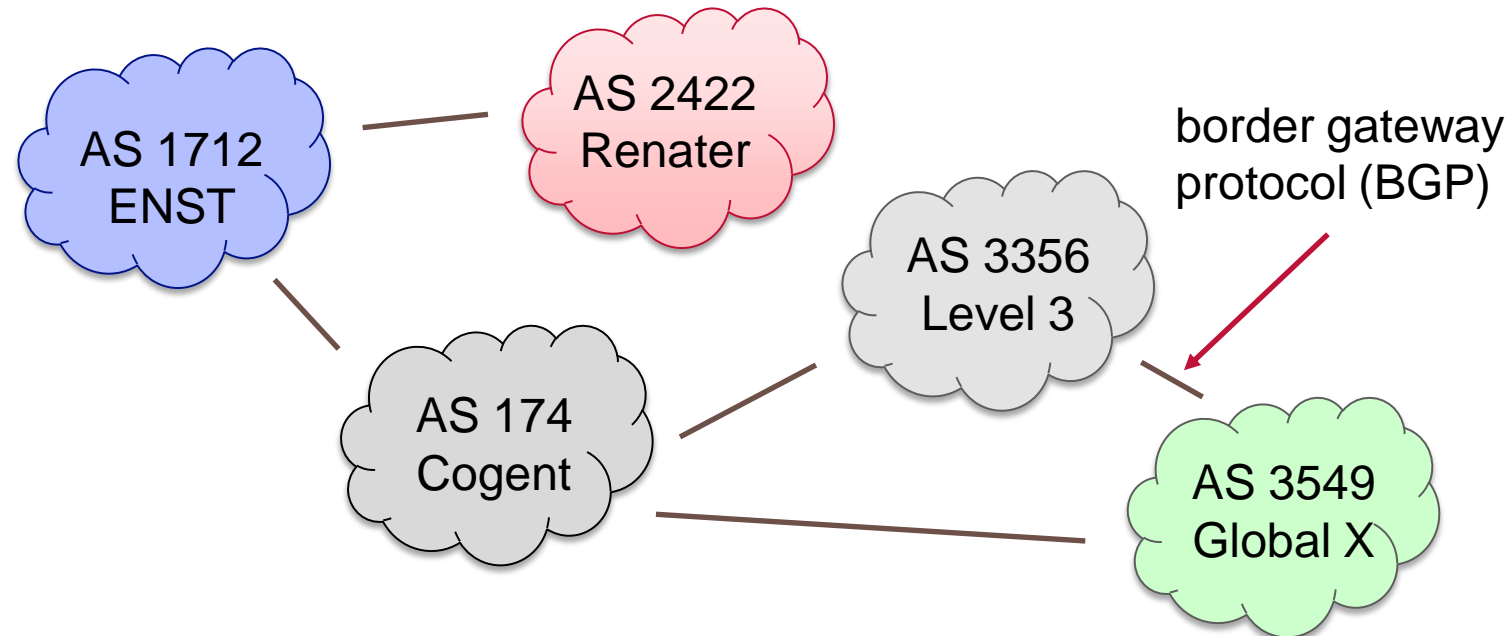 AS 1712
ENST
AS 2422
Renater
border gateway
protocol (BGP)
AS 3356
Level 3
AS 174
Cogent
AS 3549
Global X